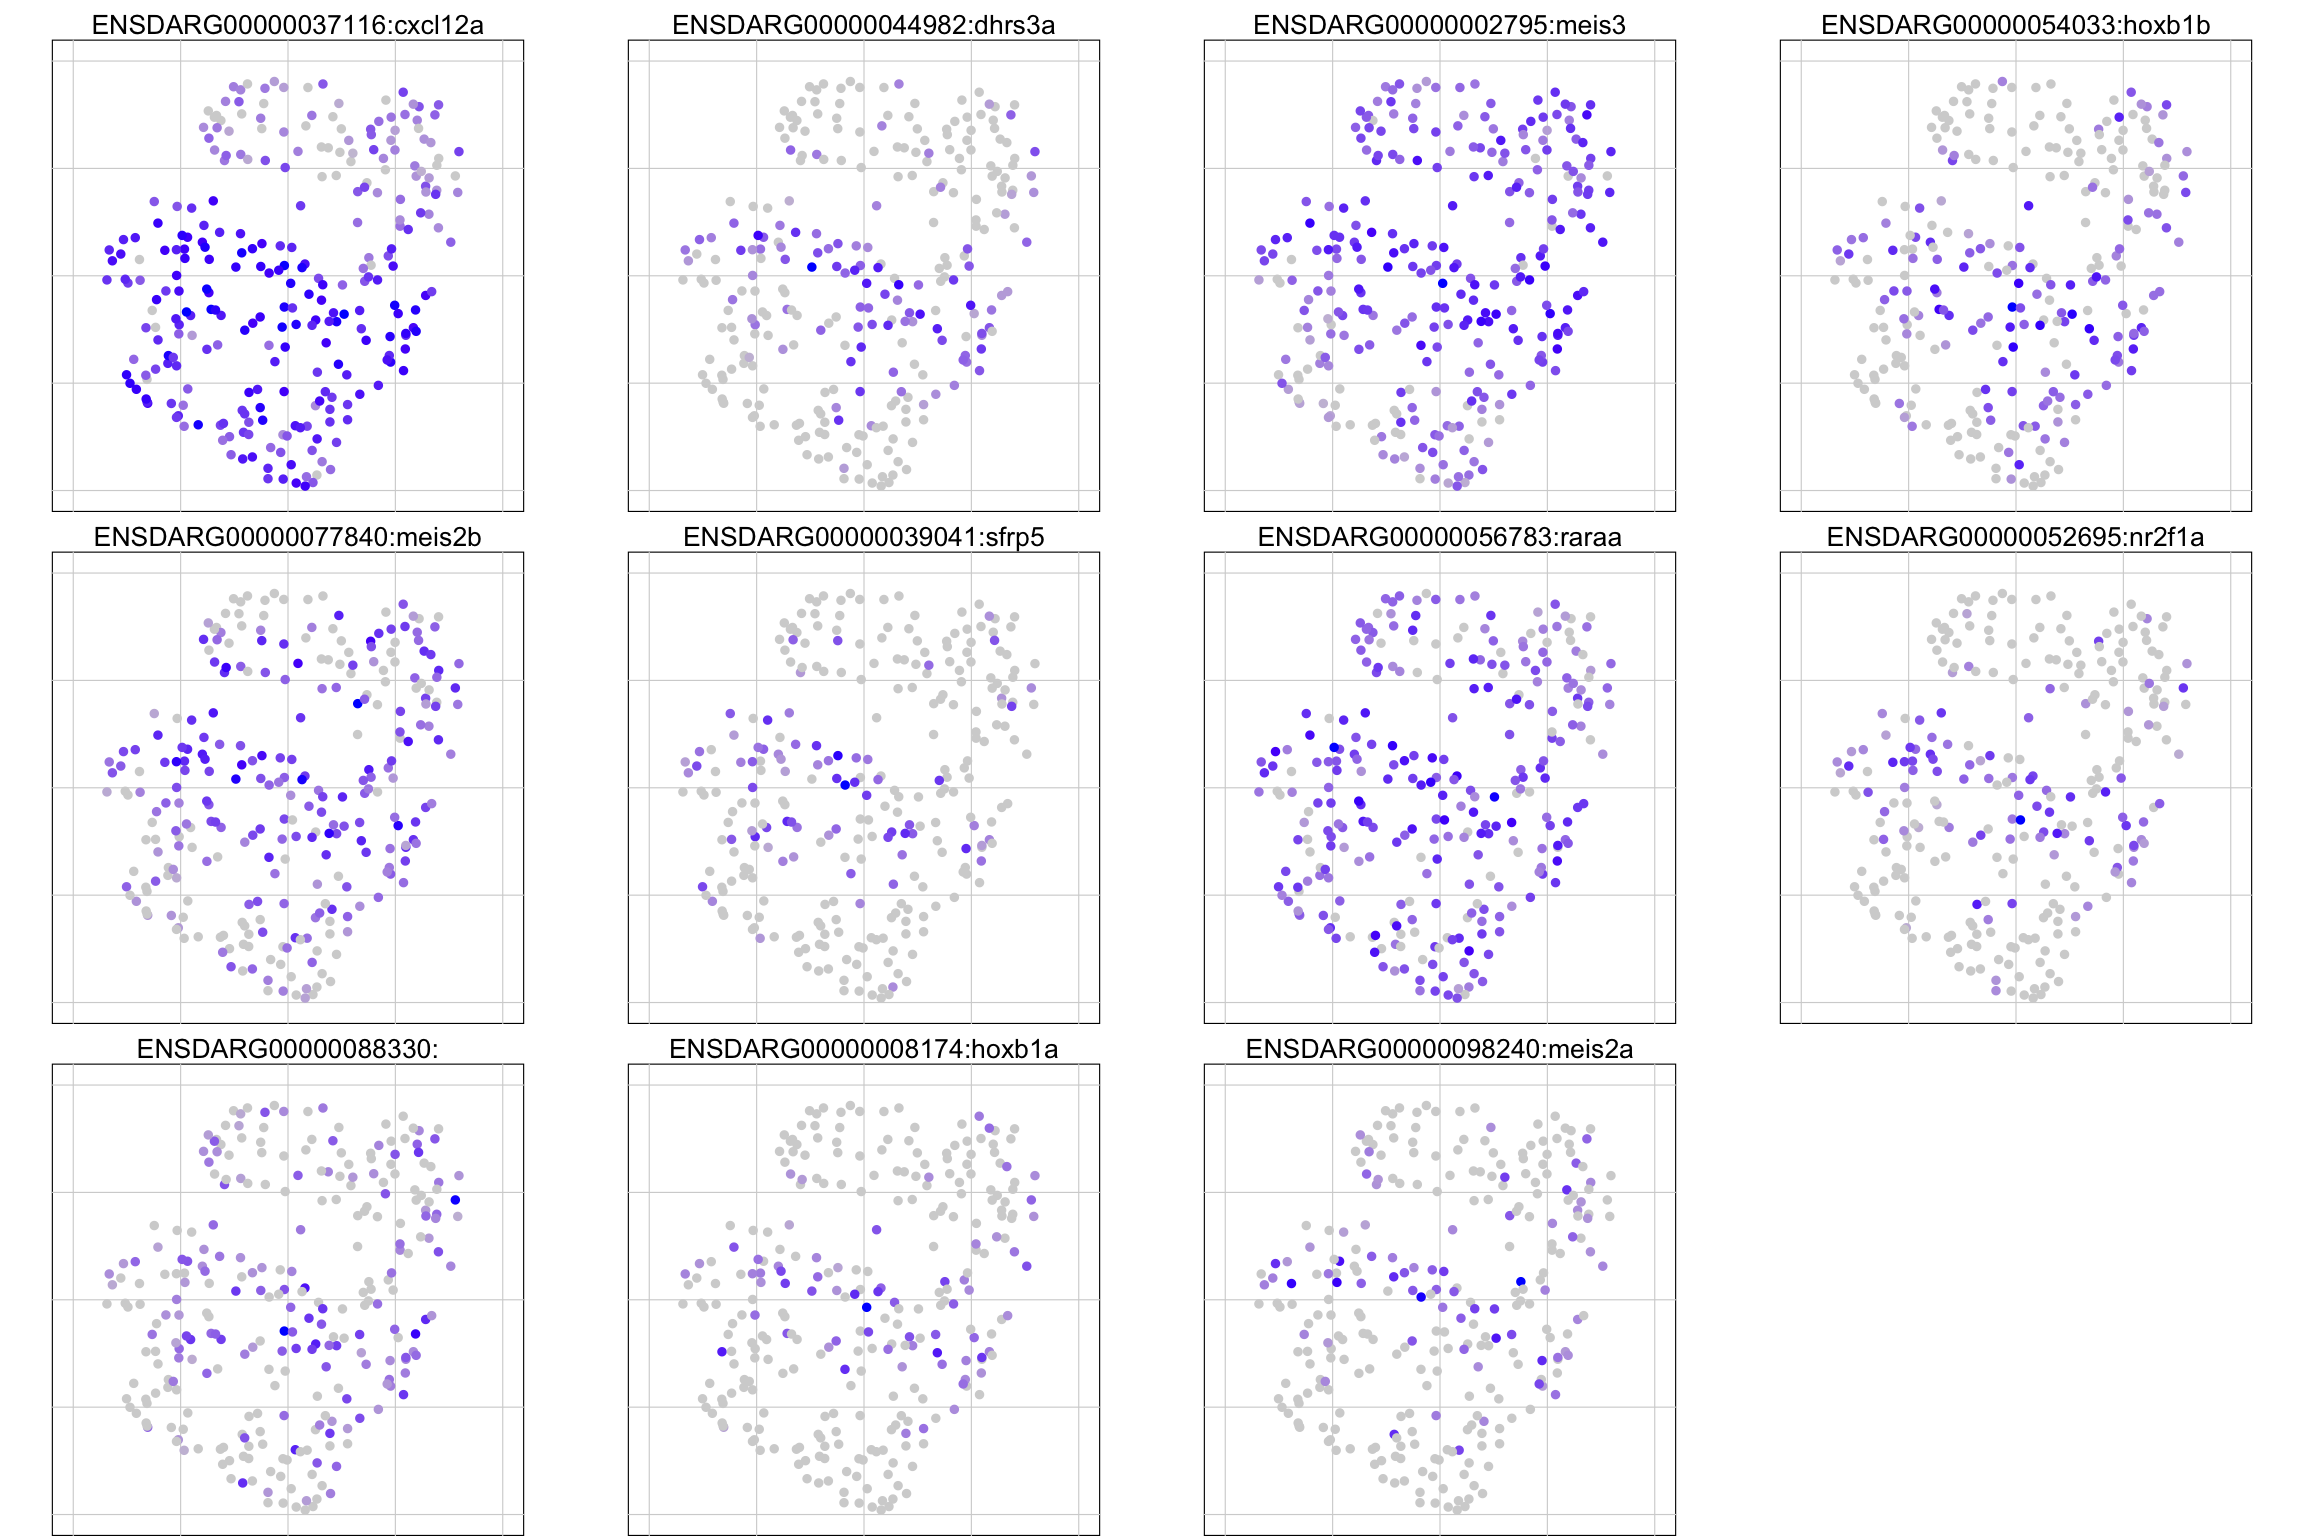 ENSDARG00000037116:cxcl12a
ENSDARG00000044982:dhrs3a
ENSDARG00000002795:meis3
ENSDARG00000054033:hoxb1b
ENSDARG00000077840:meis2b
ENSDARG00000039041:sfrp5
ENSDARG00000056783:raraa
ENSDARG00000052695:nr2f1a
ENSDARG00000088330:
ENSDARG00000008174:hoxb1a
ENSDARG00000098240:meis2a